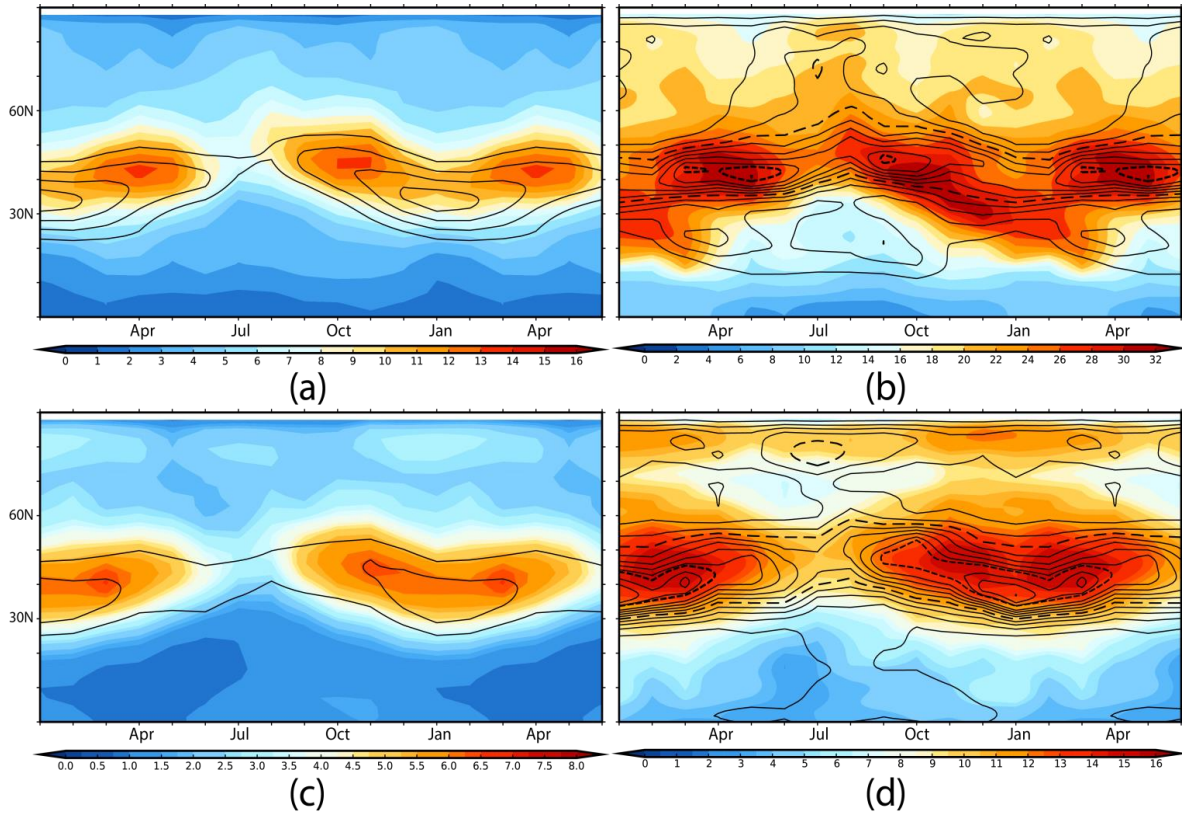 60N
30N
Apr Jul Oct Jan Apr
0 1 2 3 4 5 6 7 8 9 10 11 12 13 14 15 16
(a)
Apr Jul Oct Jan Apr
0 2 4 6 8 10 12 14 16 18 20 22 24 26 28 30 32
(b)
60N
30N
Apr Jul Oct Jan Apr
0.0 0.5 1.0 1.5 2.0 2.5 3.0 3.5 4.0 4.5 5.0 5.5 6.0 6.5 7.0 7.5 8.0
(c)
Apr Jul Oct Jan Apr
0 1 2 3 4 5 6 7 8 9 10 11 12 13 14 15 16
(d)